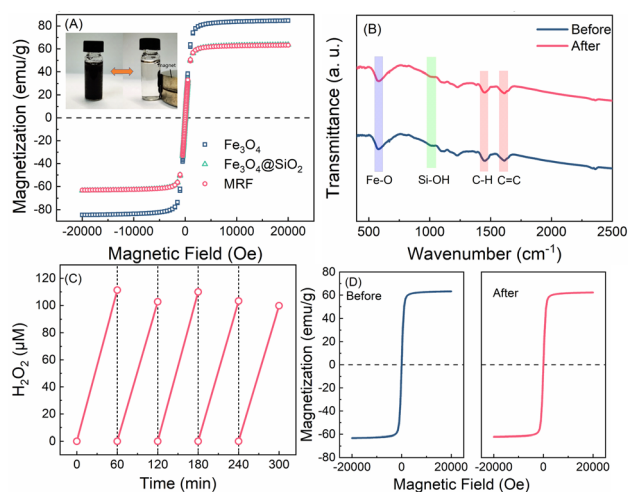 (A)
magnet
Magnetization (emu/g)
80
60
40
20
0
-20
-40
-60
-80
Fe₃O₄
Fe₃O₄@SiO₂
MRF
-20000 -10000 0 10000 20000
Magnetic Field (Oe)
(B)
Before
After
Transmittance (a. u.)
Fe-O Si-OH C-H C=C
500 1000 1500 2000 2500
Wavenumber (cm⁻¹)
(C)
H₂O₂ (μM)
120
100
80
60
40
20
0
0 60 120 180 240 300
Time (min)
(D)
Before After
Magnetization (emu/g)
80
60
40
20
0
-20
-40
-60
-80
-20000 0 20000 -20000 0 20000
Magnetic Field (Oe)